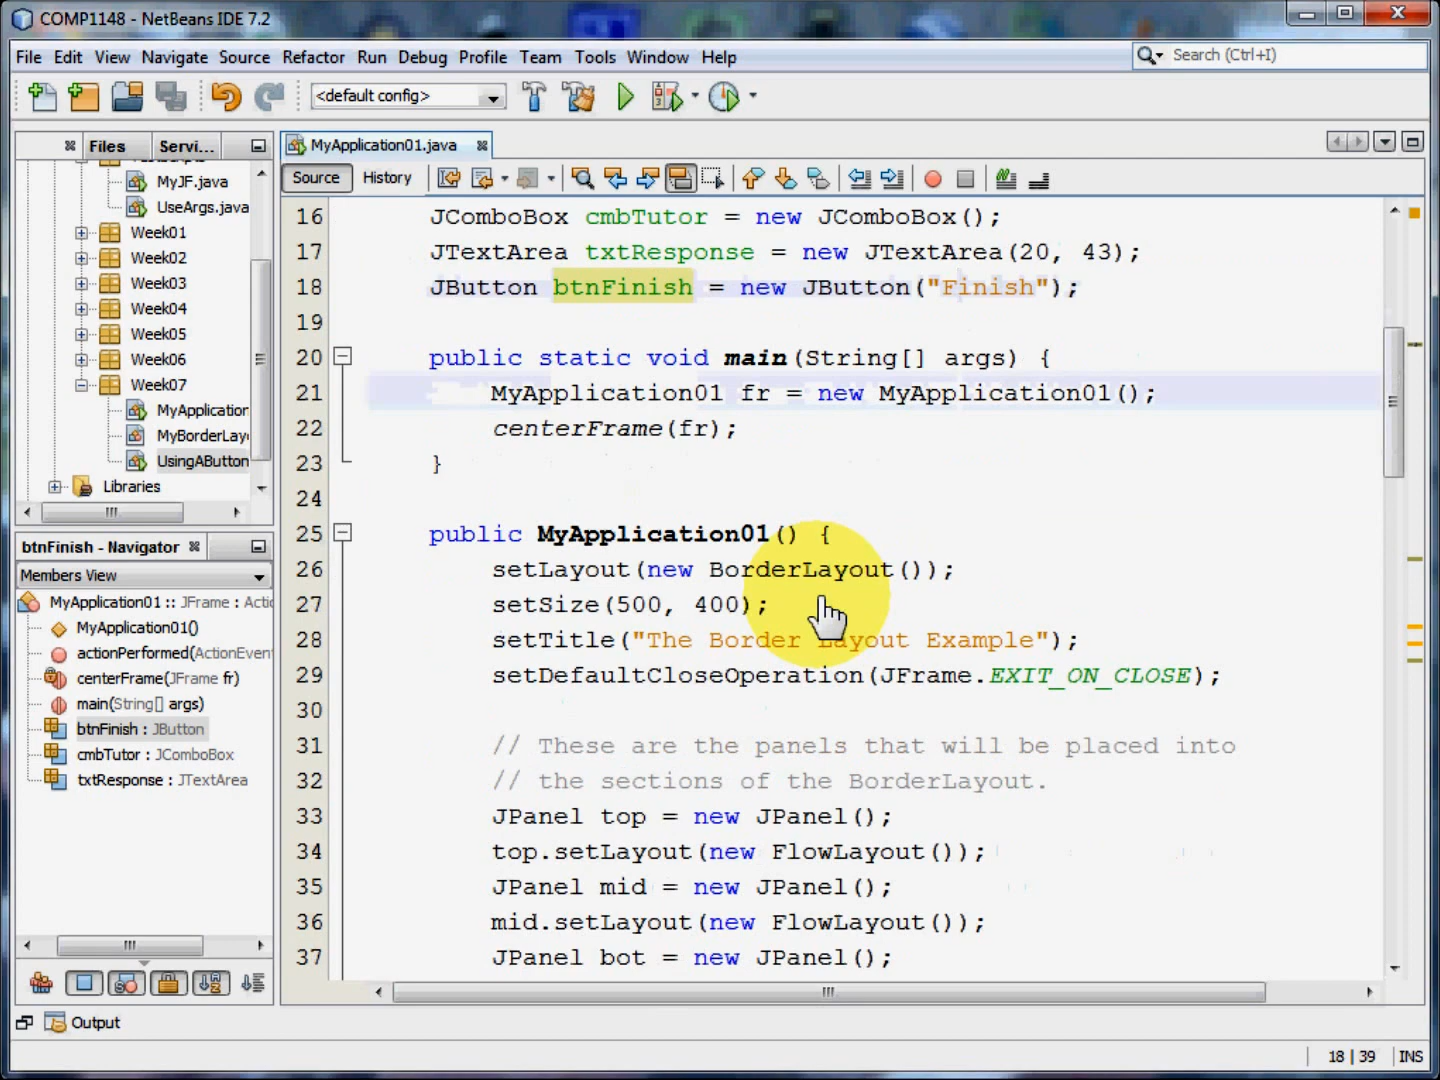 COMP1148 - NetBeans IDE 7.2
File Edit View Navigate Source Refactor Run Debug Profile Team Tools Window Help
Search (Ctrl+I)
<default config>
Files Servi...
MyApplication01.java
Source History
MyJF.java
UseArgs.java
Week01
Week02
Week03
Week04
Week05
Week06
Week07
MyApplication
MyBorderLay
UsingAButton
Libraries
btnFinish - Navigator
Members View
MyApplication01 :: JFrame : Actio
MyApplication01()
actionPerformed(ActionEvent
centerFrame(JFrame fr)
main(String[] args)
btnFinish : JButton
cmbTutor : JComboBox
txtResponse : JTextArea
16 JComboBox cmbTutor = new JComboBox();
17 JTextArea txtResponse = new JTextArea(20, 43);
18 JButton btnFinish = new JButton("Finish");
19
20 public static void main(String[] args) {
21 MyApplication01 fr = new MyApplication01();
22 centerFrame(fr);
23 }
24
25 public MyApplication01() {
26 setLayout(new BorderLayout());
27 setSize(500, 400);
28 setTitle("The Border Layout Example");
29 setDefaultCloseOperation(JFrame.EXIT_ON_CLOSE);
30
31 // These are the panels that will be placed into
32 // the sections of the BorderLayout.
33 JPanel top = new JPanel();
34 top.setLayout(new FlowLayout());
35 JPanel mid = new JPanel();
36 mid.setLayout(new FlowLayout());
37 JPanel bot = new JPanel();
Output
18 | 39 INS